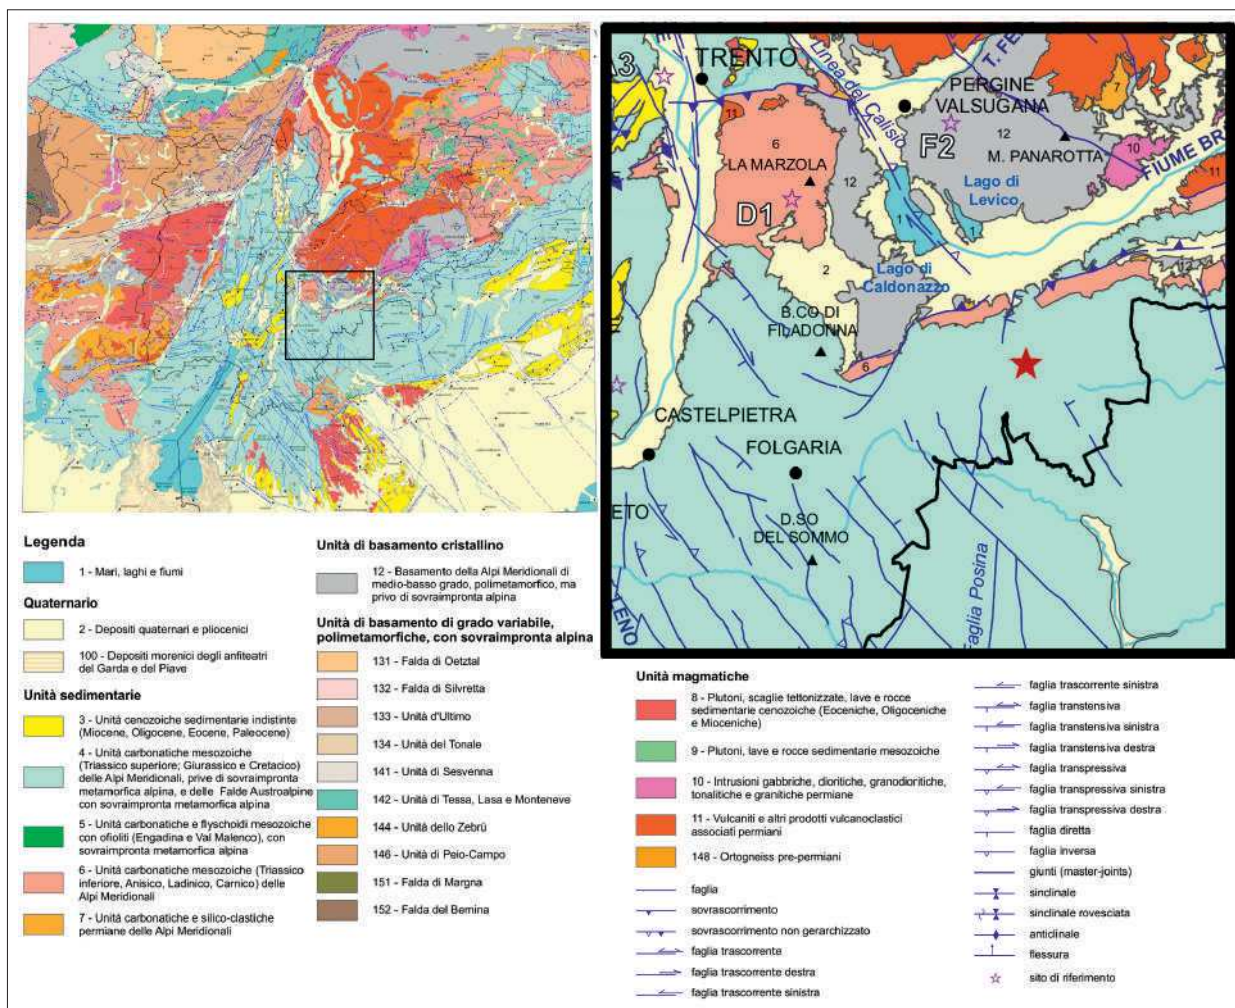 A3
TRENTO
Linea del Calisio
T. FE
PERGINE
VALSUGANA
7
11
6
12
F2
10
LA MARZOLA
M. PANAROTTA
FIUME BR
12
11
D1
Lago di
Levico
1
1
2
Lago di
Caldonazzo
12
B.CO DI
FILADONNA
6
CASTELPIETRA
FOLGARIA
ETO
D.SO
DEL SOMMO
Faglia Posina
LENO
Legenda
1 - Mari, laghi e fiumi
Quaternario
2 - Depositi quaternari e pliocenici
100 - Depositi morenici degli anfiteatri
del Garda e del Piave
Unità sedimentarie
3 - Unità cenozoiche sedimentarie indistinte
(Miocene, Oligocene, Eocene, Paleocene)
4 - Unità carbonatiche mesozoiche
(Triassico superiore; Giurassico e Cretacico)
delle Alpi Meridionali, prive di sovraimpronta
metamorfica alpina, e delle Falde Austroalpine
con sovraimpronta metamorfica alpina
5 - Unità carbonatiche e flyschoidi mesozoiche
con ofioliti (Engadina e Val Malenco), con
sovraimpronta metamorfica alpina
6 - Unità carbonatiche mesozoiche (Triassico
inferiore, Anisico, Ladinico, Carnico) delle
Alpi Meridionali
7 - Unità carbonatiche e silico-clastiche
permiane delle Alpi Meridionali
Unità di basamento cristallino
12 - Basamento della Alpi Meridionali di
medio-basso grado, polimetamorfico, ma
privo di sovraimpronta alpina
Unità di basamento di grado variabile,
polimetamorfiche, con sovraimpronta alpina
131 - Falda di Oetztal
132 - Falda di Silvretta
133 - Unità d'Ultimo
134 - Unità del Tonale
141 - Unità di Sesvenna
142 - Unità di Tessa, Lasa e Monteneve
144 - Unità dello Zebrù
146 - Unità di Peio-Campo
151 - Falda di Margna
152 - Falda del Bernina
Unità magmatiche
8 - Plutoni, scaglie tettonizzate, lave e rocce
sedimentarie cenozoiche (Eoceniche, Oligoceniche
e Mioceniche)
9 - Plutoni, lave e rocce sedimentarie mesozoiche
10 - Intrusioni gabbriche, dioritiche, granodioritiche,
tonalitiche e granitiche permiane
11 - Vulcaniti e altri prodotti vulcanoclastici
associati permiani
148 - Ortogneiss pre-permiani
faglia
sovrascorrimento
sovrascorrimento non gerarchizzato
faglia trascorrente
faglia trascorrente destra
faglia trascorrente sinistra
faglia trascorrente sinistra
faglia transtensiva
faglia transtensiva sinistra
faglia transtensiva destra
faglia transpressiva
faglia transpressiva sinistra
faglia transpressiva destra
faglia diretta
faglia inversa
giunti (master-joints)
sinclinale
sinclinale rovesciata
anticlinale
flessura
sito di riferimento